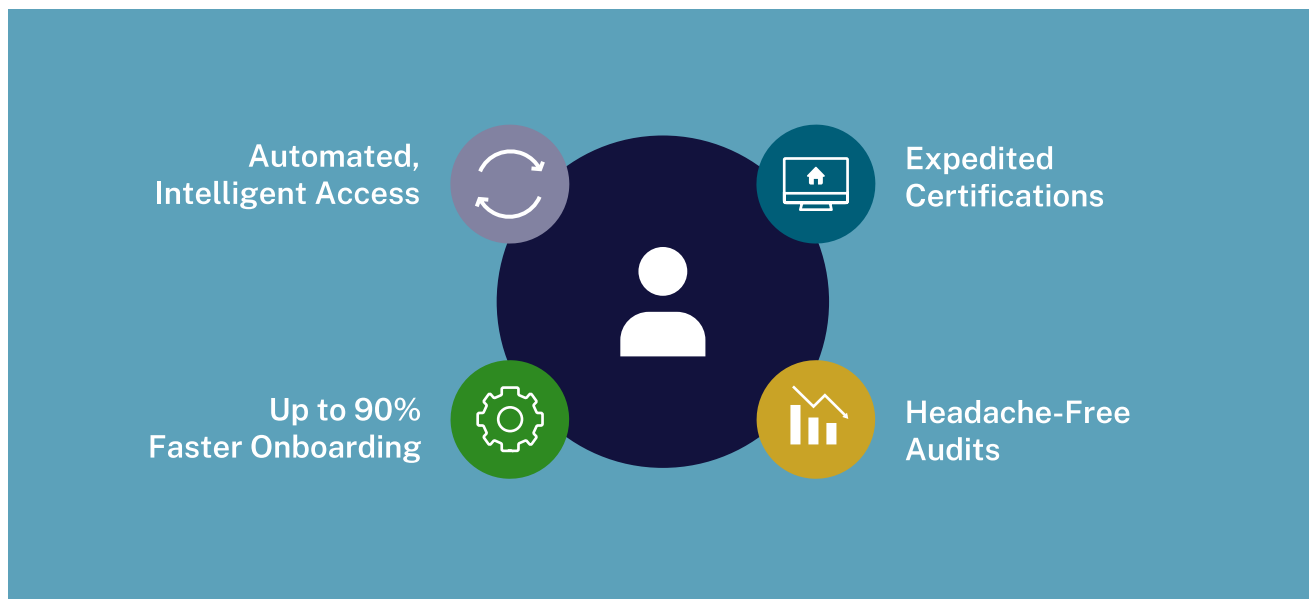 Automated,
Intelligent Access
Expedited
Certifications
Up to 90%
Faster Onboarding
Headache-Free
Audits